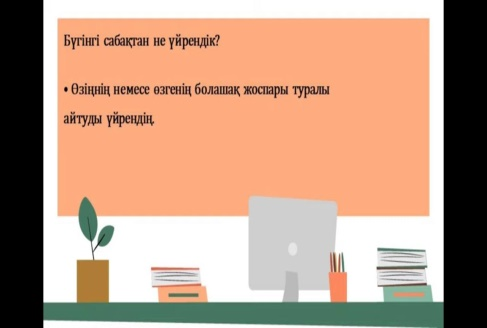 Бүгінгі сабақтан не үйрендік?
• Өзіңнің немесе өзгенің болашақ жоспары туралы
айтуды үйрендің.